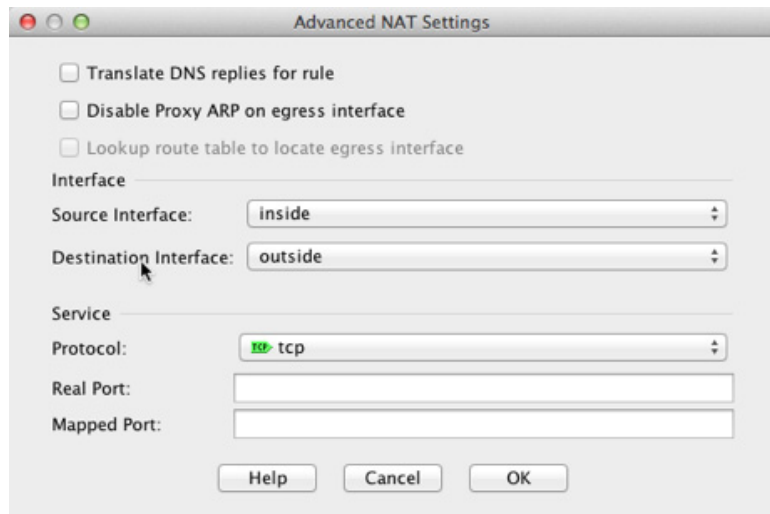 Advanced NAT Settings
Translate DNS replies for rule
Disable Proxy ARP on egress interface
Lookup route table to locate egress interface
Interface
Source Interface: inside
Destination Interface: outside
Service
Protocol: TCP tcp
Real Port:
Mapped Port:
Help Cancel OK